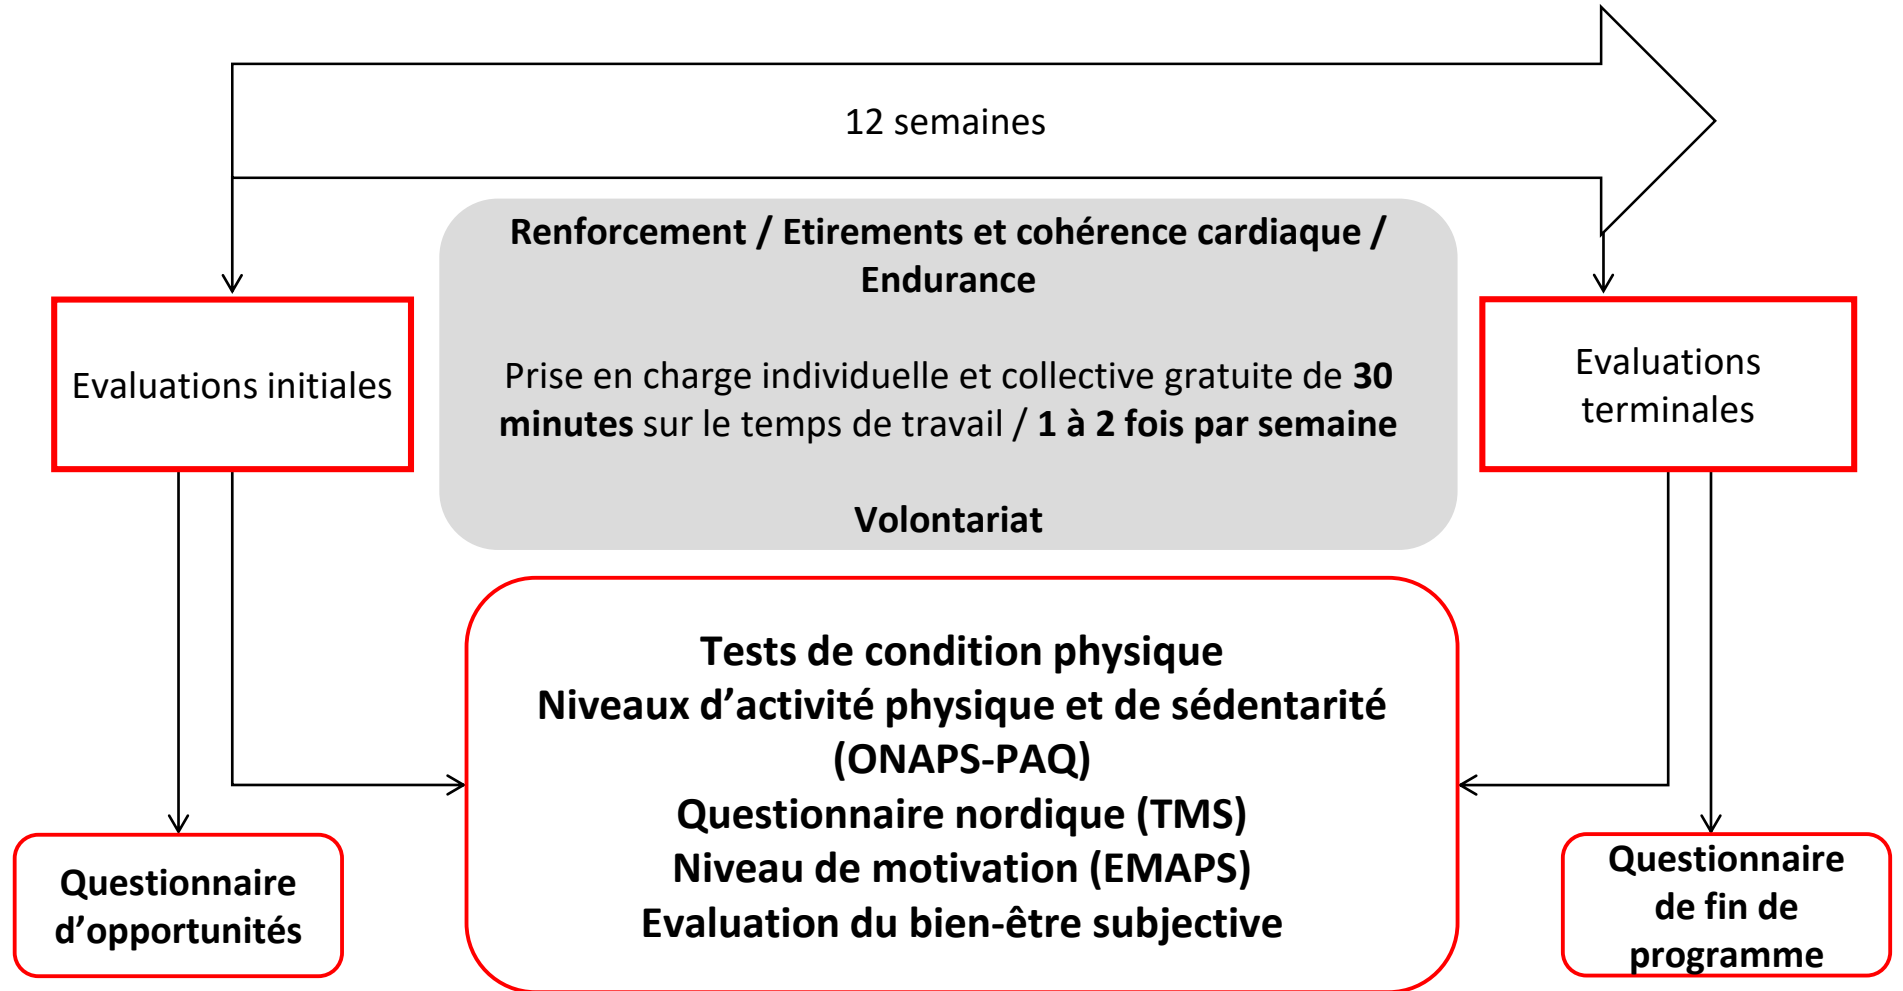 12 semaines
Renforcement / Etirements et cohérence cardiaque /
Endurance
Prise en charge individuelle et collective gratuite de 30
minutes sur le temps de travail / 1 à 2 fois par semaine
Volontariat
Evaluations initiales
Evaluations
terminales
Tests de condition physique
Niveaux d’activité physique et de sédentarité
(ONAPS-PAQ)
Questionnaire nordique (TMS)
Niveau de motivation (EMAPS)
Evaluation du bien-être subjective
Questionnaire
d’opportunités
Questionnaire
de fin de
programme